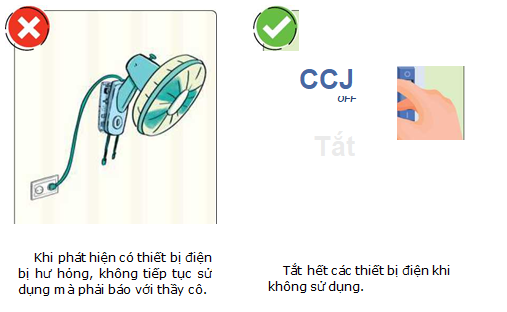 CCJ
OFF
Tắt
Khi phát hiện có thiết bị điện
bị hư hỏng, không tiếp tục sử
dụng mà phải báo với thầy cô.
Tắt hết các thiết bị điện khi
không sử dụng.